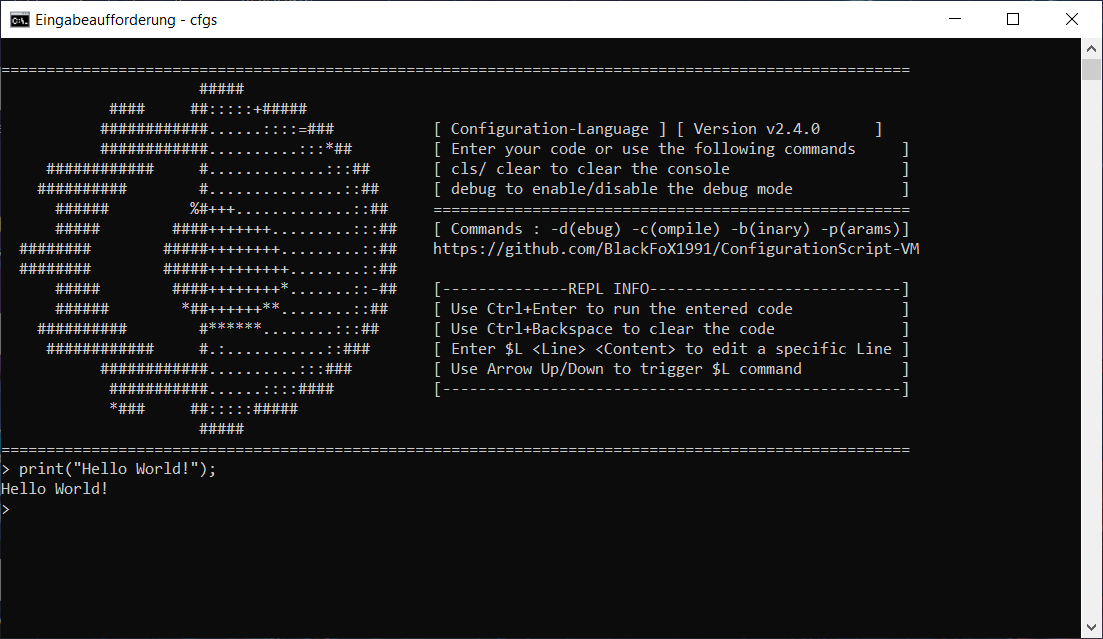 Eingabeaufforderung - cfgs
=====================================================================================================
                      #####
            ####     ##:::::+#####
           ############......::::=###           [ Configuration-Language ] [ Version v2.4.0      ]
           ############..........:::*##         [ Enter your code or use the following commands     ]
     ############     #.............:::##       [ cls/ clear to clear the console                   ]
    ##########        #...............::##      [ debug to enable/disable the debug mode            ]
      ######         %#+++.............::##     =====================================================
      #####        ####+++++++.........:::##    [ Commands : -d(ebug) -c(ompile) -b(inary) -p(arams)]
  ########        #####++++++++.........::##    https://github.com/BlackFoX1991/ConfigurationScript-VM
  ########        #####+++++++++........::##
      #####        ####++++++++*.......::-##    [--------------REPL INFO----------------------------]
      ######        *##++++++**........::##     [ Use Ctrl+Enter to run the entered code            ]
    ##########        #******........:::##      [ Use Ctrl+Backspace to clear the code              ]
     ############     #.:...........::###       [ Enter $L <Line> <Content> to edit a specific Line ]
           ############..........:::###         [ Use Arrow Up/Down to trigger $L command           ]
            ###########......::::####           [---------------------------------------------------]
            *###     ##:::::#####
                      #####
=====================================================================================================
> print("Hello World!");
Hello World!
>